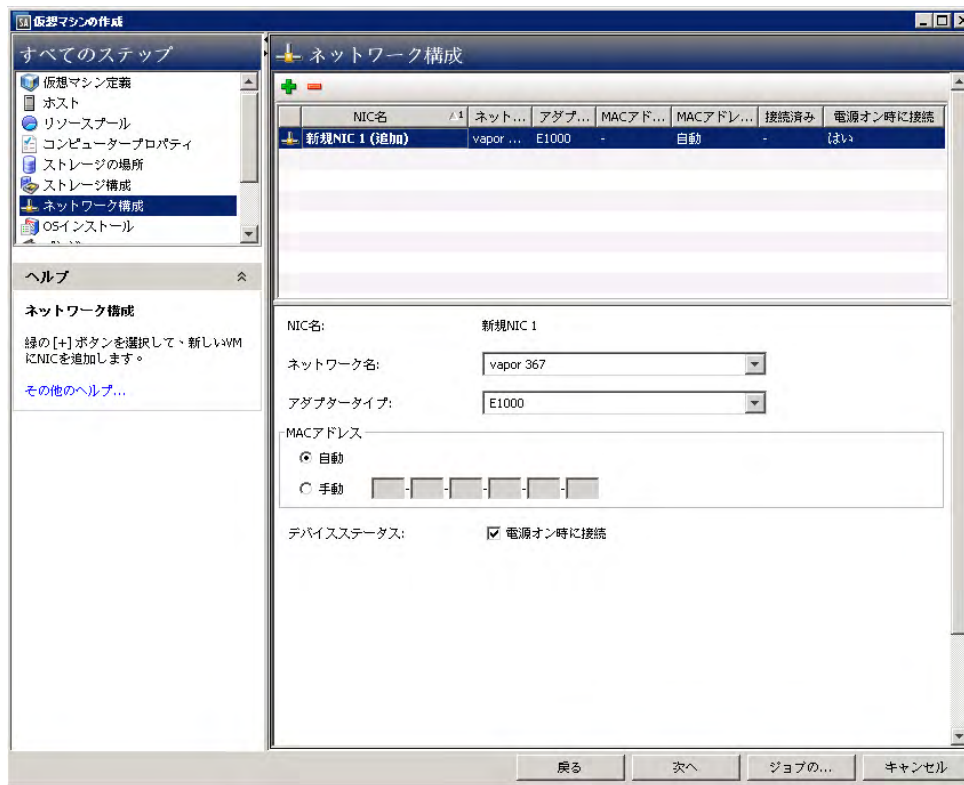 SA 仮想マシンの作成
すべてのステップ
仮想マシン定義
ホスト
リソースプール
コンピュータープロパティ
ストレージの場所
ストレージ構成
ネットワーク構成
OSインストール
ヘルプ
ネットワーク構成
緑の[+]ボタンを選択して、新しいVM
にNICを追加します。
その他のヘルプ...
ネットワーク構成
NIC名 1 ネット... アダプ... MACアド... MACアドレ... 接続済み 電源オン時に接続
新規NIC 1 (追加) vapor ... E1000 - 自動 - はい
NIC名: 新規NIC 1
ネットワーク名: vapor 367
アダプタータイプ: E1000
MACアドレス
自動
手動 - - - - -
デバイスステータス: 電源オン時に接続
戻る 次へ ジョブの... キャンセル